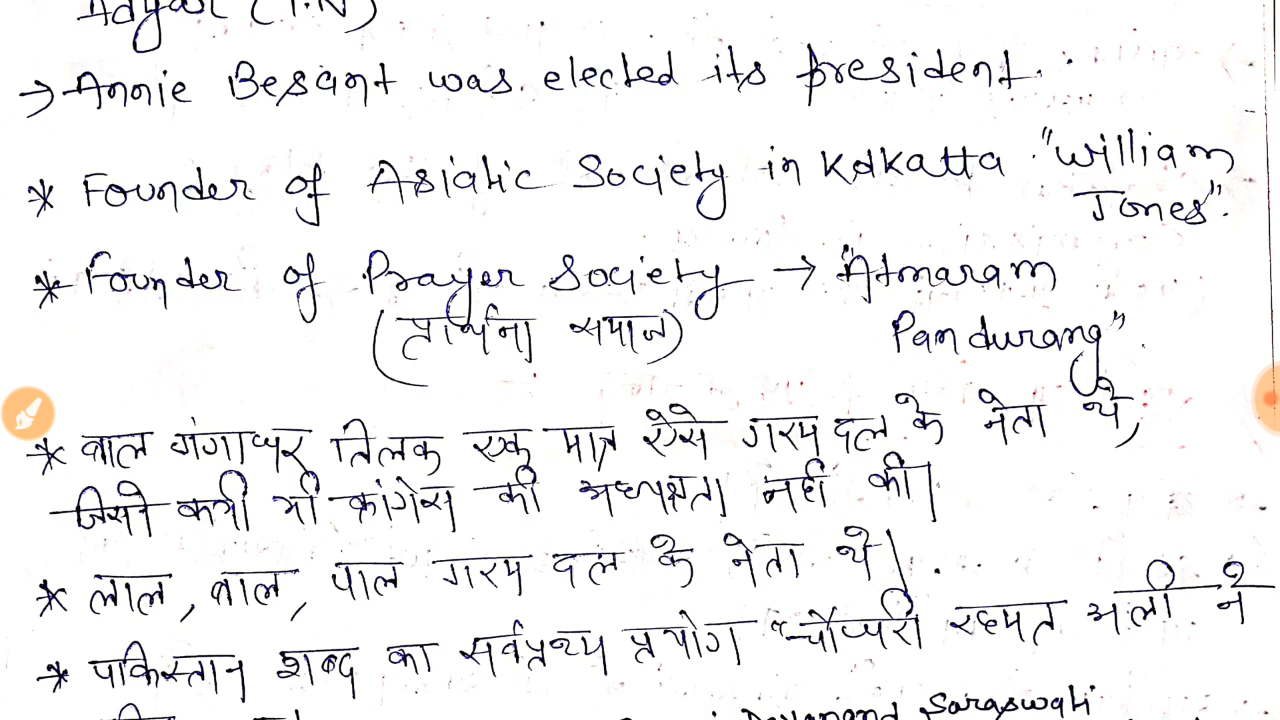 Adyar (T.N)
→ Annie Besant was elected its president.
* Founder of Asiatic Society in Kolkatta "William
Jones".
* Founder of Prayer Society → "Atmaram
(प्रार्थना समाज) Pandurang"
* बाल गंगाधर तिलक एक मात्र ऐसे गरम दल के नेता थे,
जिसने कभी भी कांग्रेस की अध्यक्षता नहीं की।
* लाल, बाल, पाल गरम दल के नेता थे।
* पाकिस्तान शब्द का सर्वप्रथम प्रयोग "चौधरी रहमत अली ने
Dayanand Saraswati